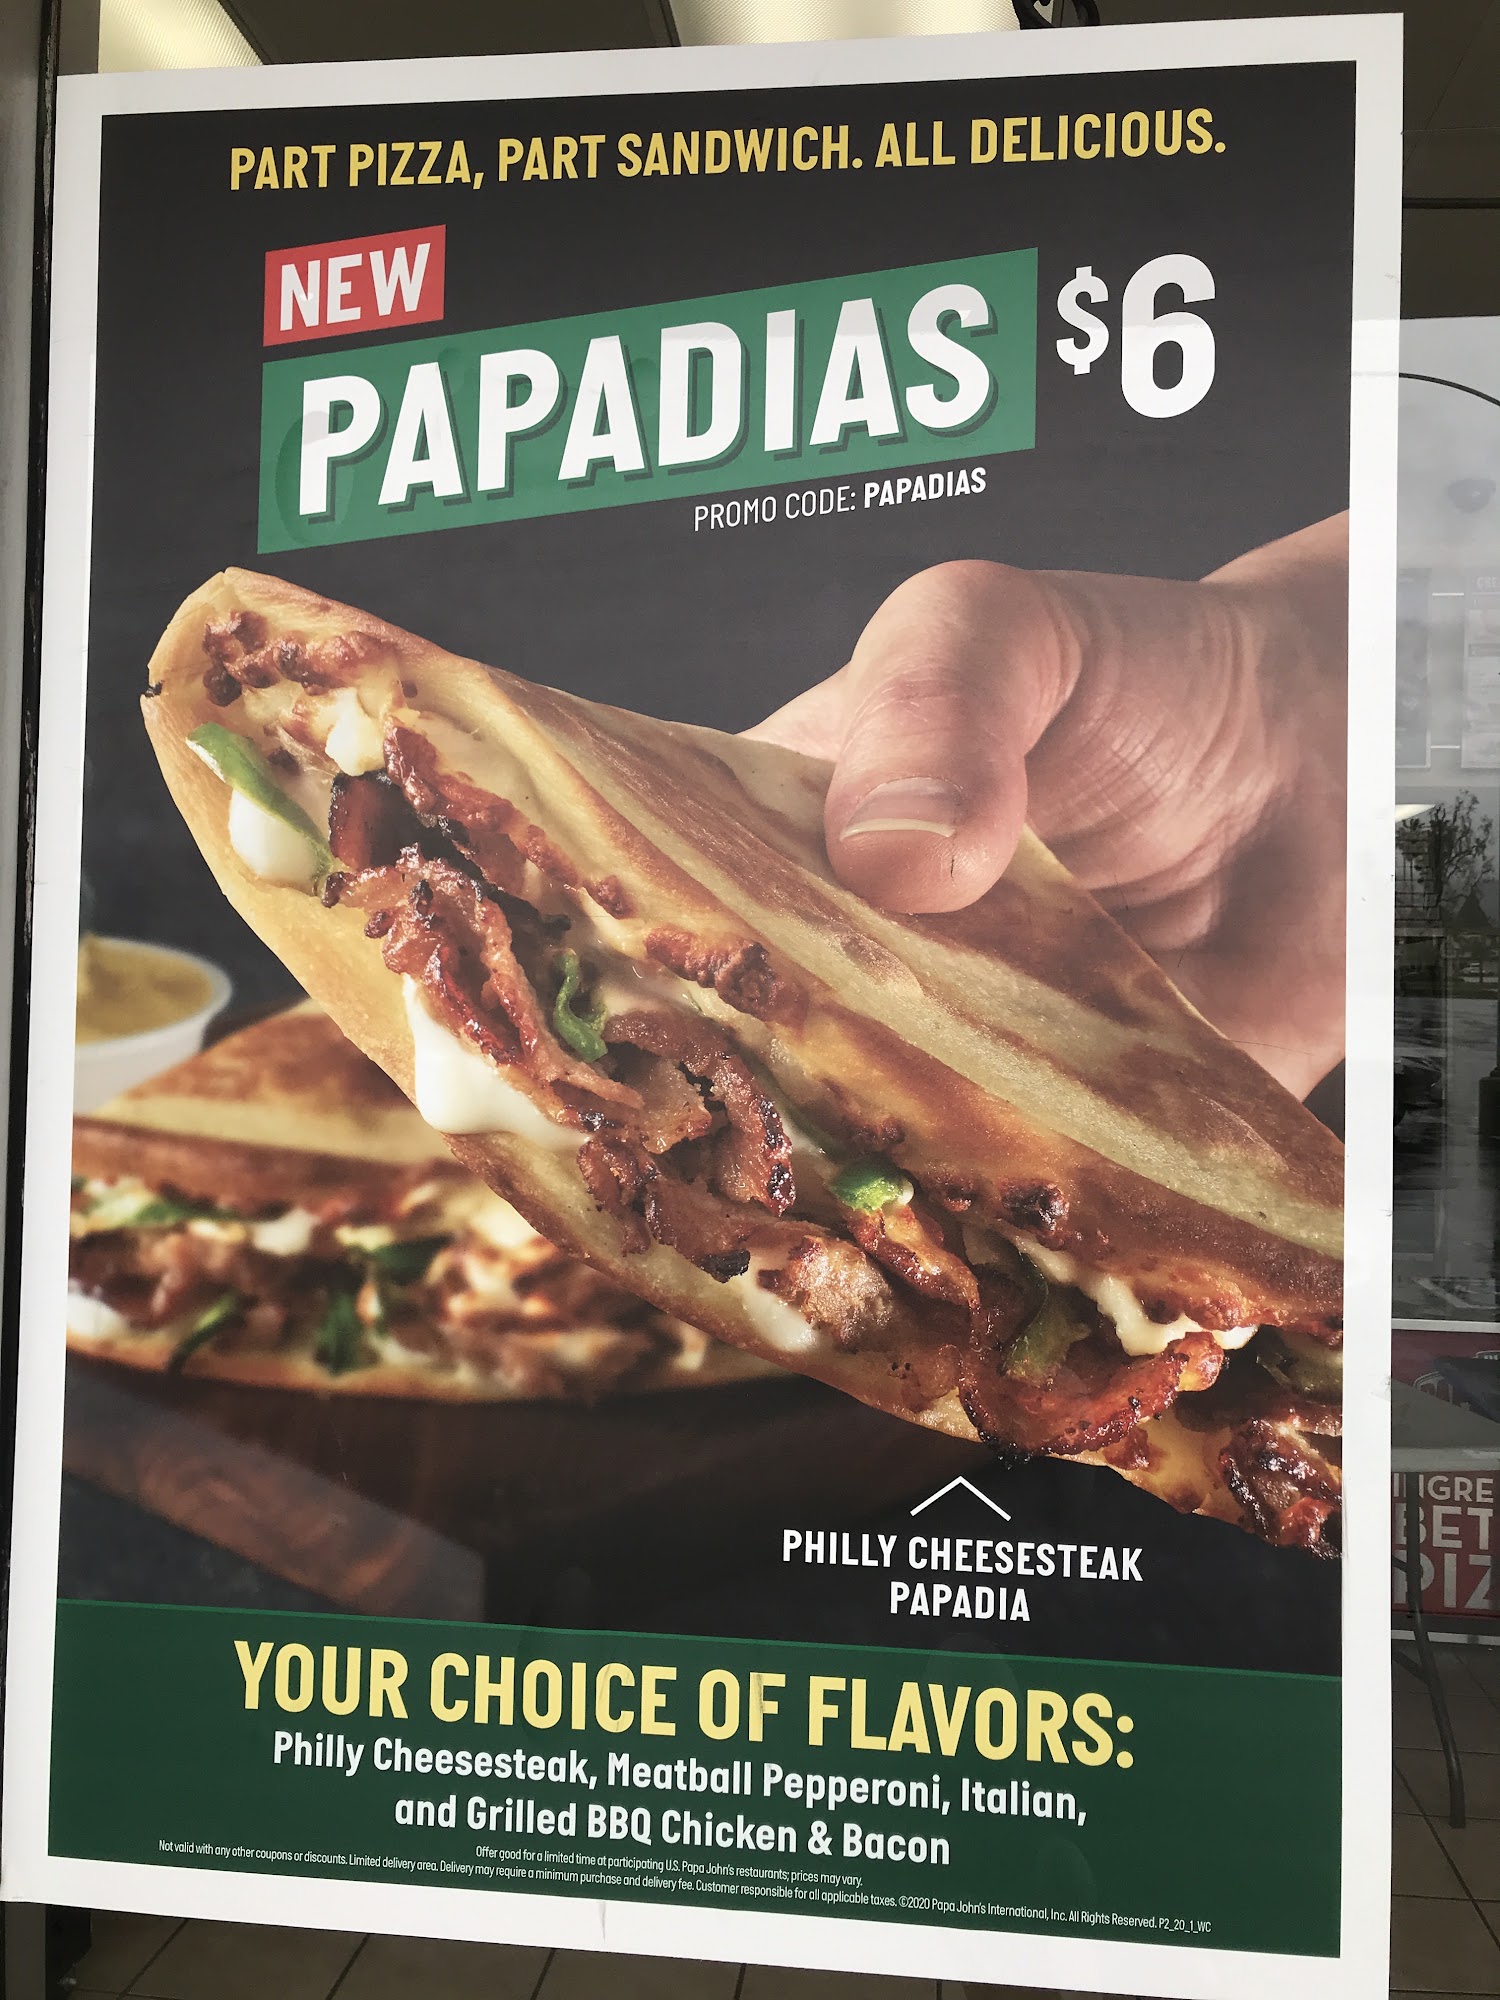 PART PIZZA, PART SANDWICH. ALL DELICIOUS.
NEW
PAPADIAS $6
PROMO CODE: PAPADIAS
PHILLY CHEESESTEAK
PAPADIA
YOUR CHOICE OF FLAVORS:
Philly Cheesesteak, Meatball Pepperoni, Italian,
and Grilled BBQ Chicken & Bacon
Offer good for a limited time at participating U.S. Papa John's restaurants; prices may vary.
Not valid with any other coupons or discounts. Limited delivery area. Delivery may require a minimum purchase and delivery fee. Customer responsible for all applicable taxes. ©2020 Papa John's International, Inc. All Rights Reserved. P2_20_1_WC
INGRE
BET
PIZ